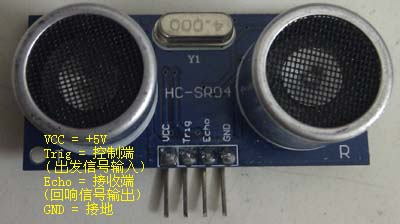 4.000
Y1
HC-SR04
VCC Trig Echo GND
R
VCC = +5V
Trig = 控制端
(出发信号输入)
Echo = 接收端
(回响信号输出)
GND = 接地